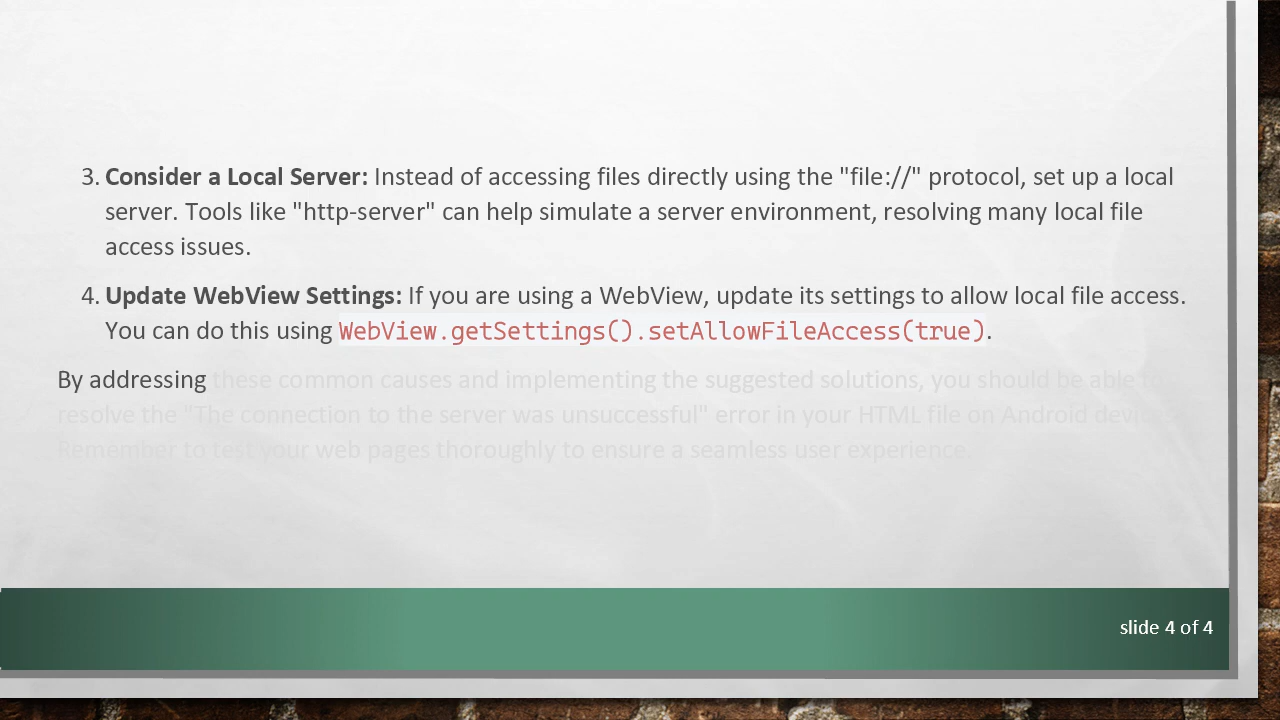 3. Consider a Local Server: Instead of accessing files directly using the "file://" protocol, set up a local
server. Tools like "http-server" can help simulate a server environment, resolving many local file
access issues.
4. Update WebView Settings: If you are using a WebView, update its settings to allow local file access.
You can do this using WebView.getSettings().setAllowFileAccess(true).
By addressing these common causes and implementing the suggested solutions, you should be able to
resolve the "The connection to the server was unsuccessful" error in your HTML file on Android
Remember to test your web pages thoroughly to ensure a seamless user experience.
slide 4 of 4